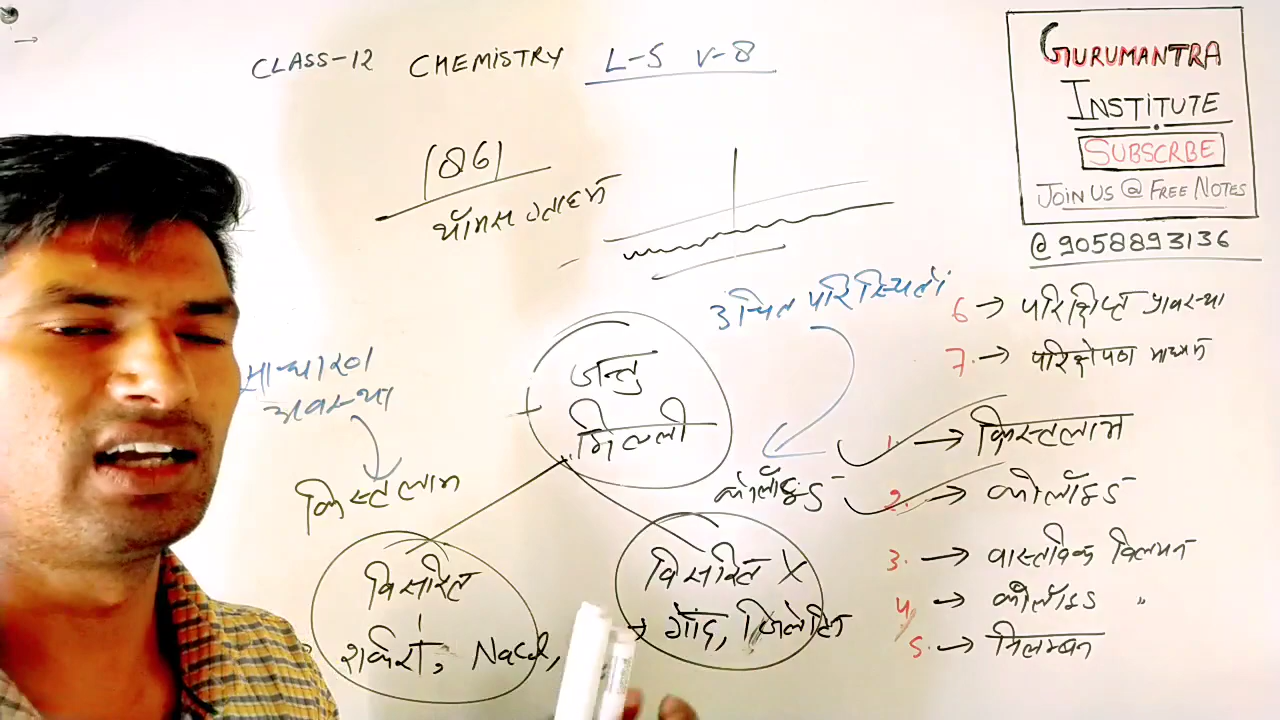 CLASS-12 CHEMISTRY L-5 V-8
GURUMANTRA
INSTITUTE
SUBSCRBE
JOIN US @ FREE NOTES
@ 9058893136
थॉमस ग्राहम
उचित परिस्थिती
साधारण
अवस्था
जन्तु
झिल्ली
क्रिस्टलाभ
कोलॉइड
विसरित
शर्करा, NaCl,
विसरित X
→ गोंद, जिलेटिन
6 → परिक्षिप्त अवस्था
7. → परिक्षेपण माध्यम
1. → क्रिस्टलाभ
2. → कोलॉइड
3. → वास्तविक विलयन
4 → कोलॉइड "
5. → निलम्बन